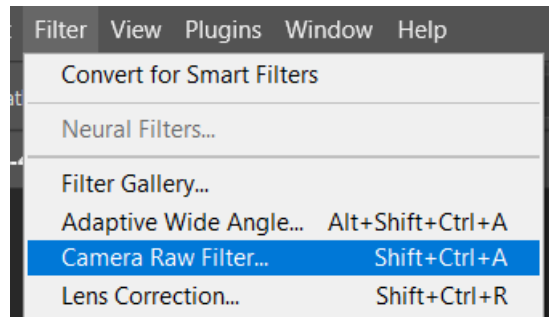 Filter View Plugins Window Help
Convert for Smart Filters
Neural Filters...
Filter Gallery...
Adaptive Wide Angle... Alt+Shift+Ctrl+A
Camera Raw Filter... Shift+Ctrl+A
Lens Correction... Shift+Ctrl+R